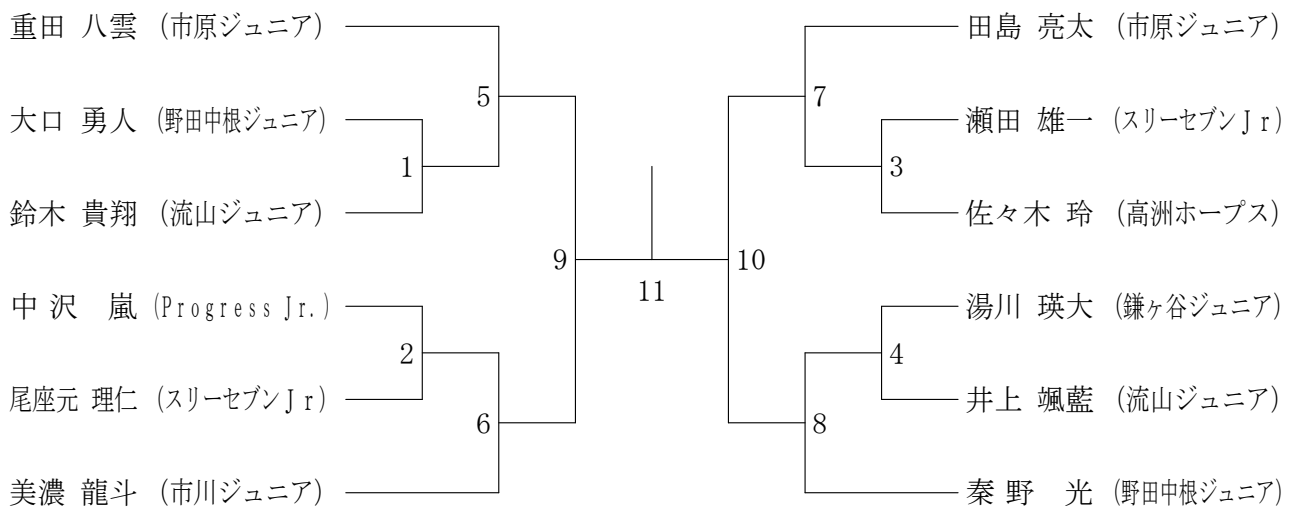 重田 八雲 (市原ジュニア)
大口 勇人 (野田中根ジュニア)
鈴木 貴翔 (流山ジュニア)
中 沢 嵐 (Progress Jr.)
尾座元 理仁 (スリーセブンJr)
美濃 龍斗 (市川ジュニア)
5
1
9
2
6
11
7
3
10
4
8
田島 亮太 (市原ジュニア)
瀬田 雄一 (スリーセブンJr)
佐々木 玲 (高洲ホープス)
湯川 瑛大 (鎌ヶ谷ジュニア)
井上 颯藍 (流山ジュニア)
秦 野 光 (野田中根ジュニア)